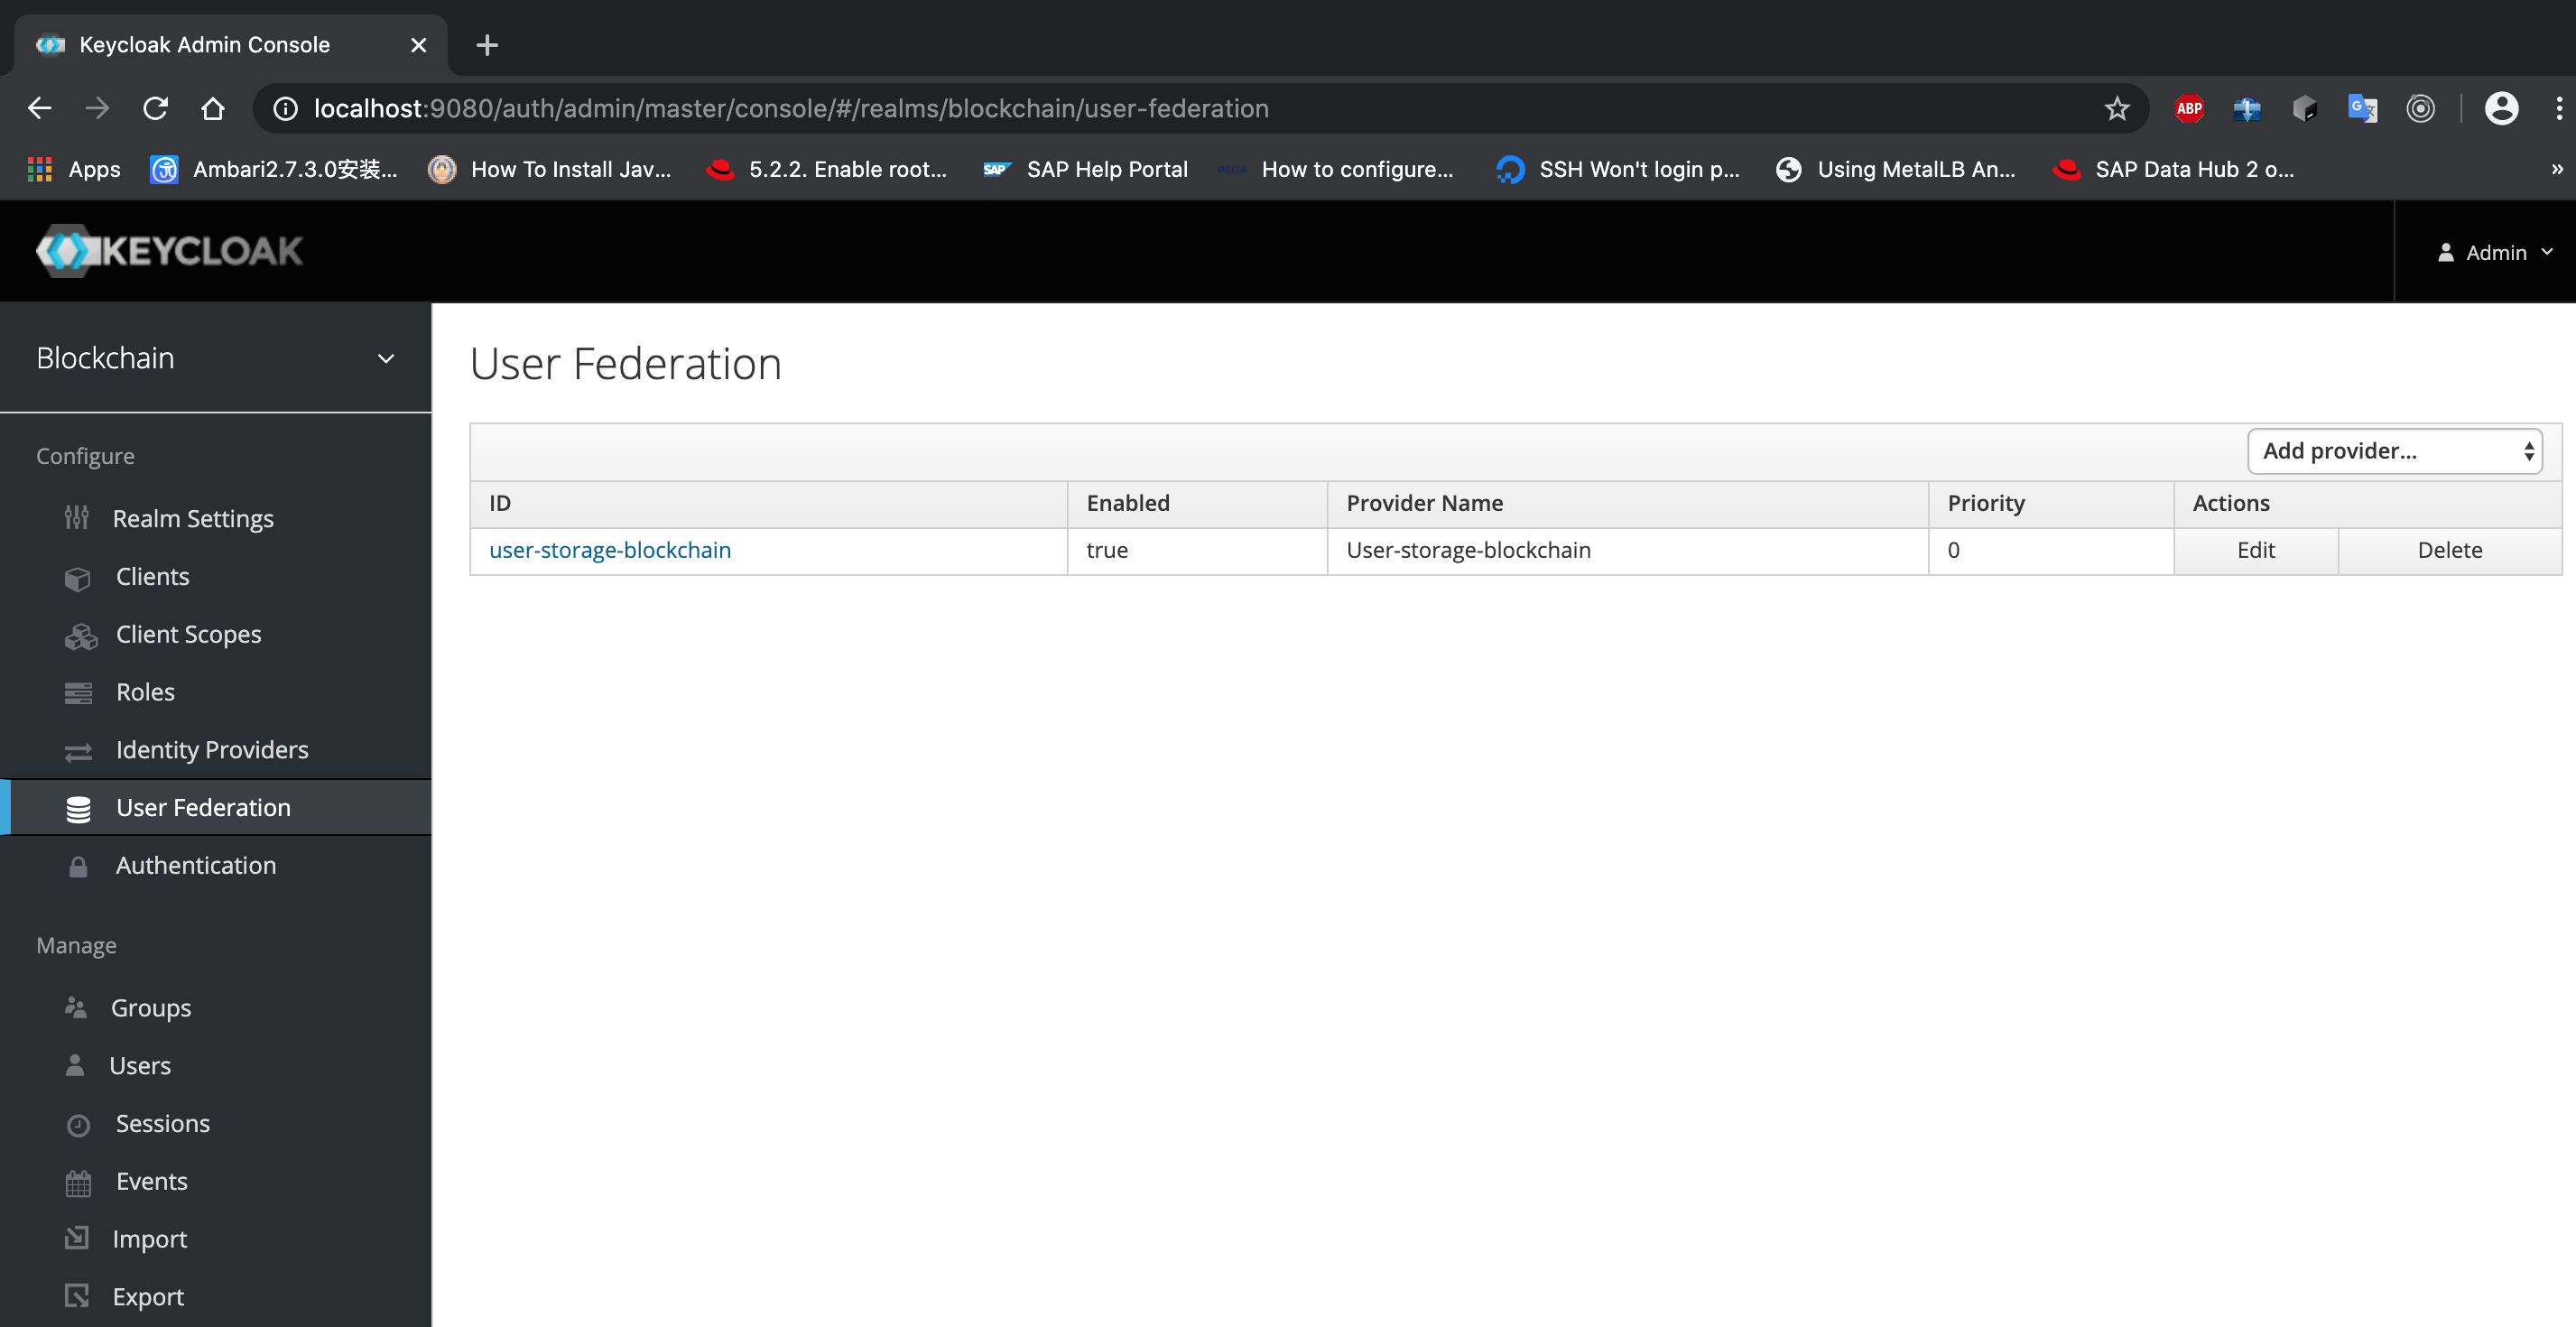 Keycloak Admin Console
localhost:9080/auth/admin/master/console/#/realms/blockchain/user-federation
ABP
Apps
Ambari2.7.3.0安装...
How To Install Jav...
5.2.2. Enable root...
SAP
SAP Help Portal
PEGA
How to configure...
SSH Won't login p...
Using MetalLB An...
SAP Data Hub 2 o...
»
KEYCLOAK
Admin
Blockchain
Configure
Realm Settings
Clients
Client Scopes
Roles
Identity Providers
User Federation
Authentication
Manage
Groups
Users
Sessions
Events
Import
Export
User Federation
Add provider...
ID Enabled Provider Name Priority Actions
user-storage-blockchain true User-storage-blockchain 0 Edit Delete